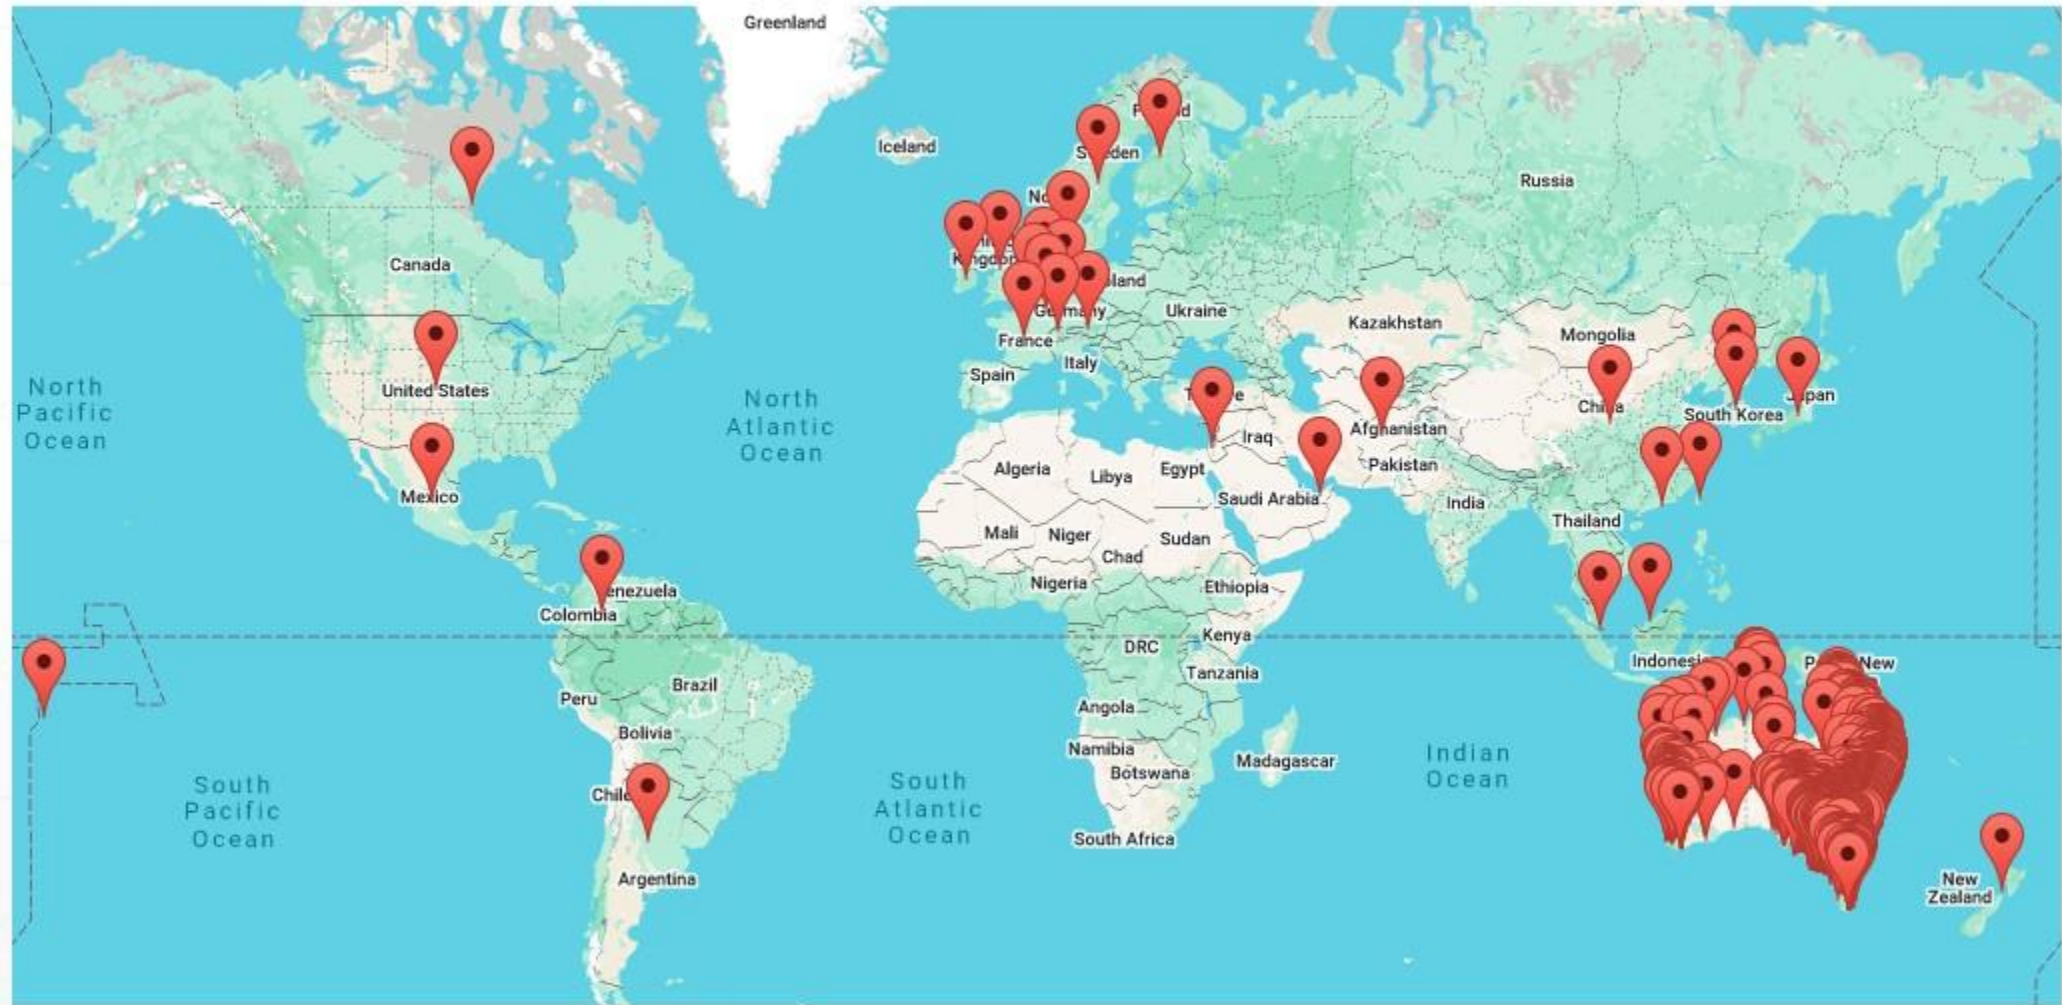 Greenland
Iceland
Russia
Canada
Kingdom
Ukraine
Kazakhstan
Mongolia
France
Italy
Spain
North
Pacific
Ocean
United States
North
Atlantic
Ocean
South Korea
Iraq
Afghanistan
Pakistan
Algeria
Libya
Egypt
Saudi Arabia
India
Mexico
Thailand
Mali
Niger
Chad
Sudan
Nigeria
Ethiopia
Colombia
Kenya
DRC
Tanzania
New
Peru
Brazil
Bolivia
Angola
Namibia
Botswana
Madagascar
Indian
Ocean
South
Pacific
Ocean
South
Atlantic
Ocean
South Africa
Argentina
New
Zealand